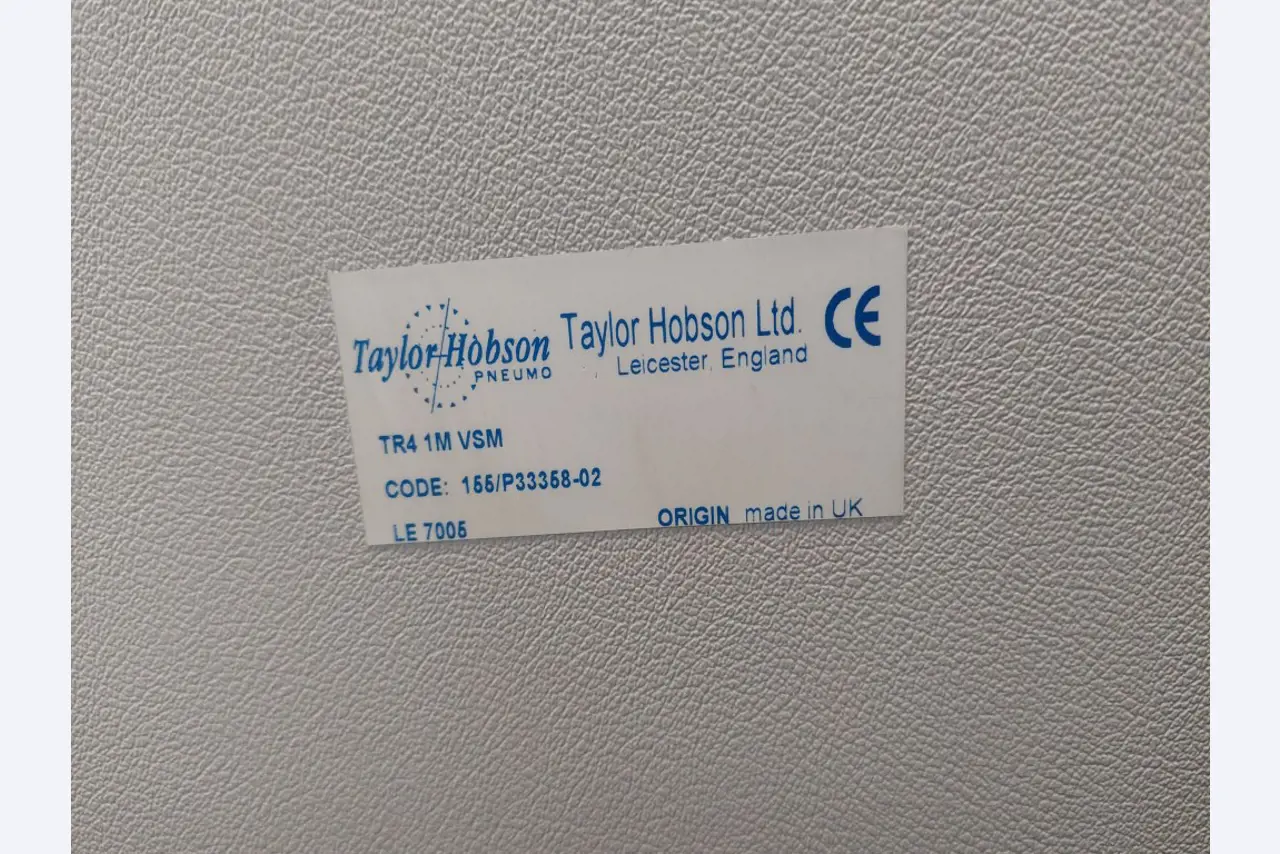 Taylor-Hobson
PNEUMO
Taylor Hobson Ltd.
Leicester, England
CE
TR4 1M VSM
CODE: 155/P33358-02
LE 7005
ORIGIN made in UK